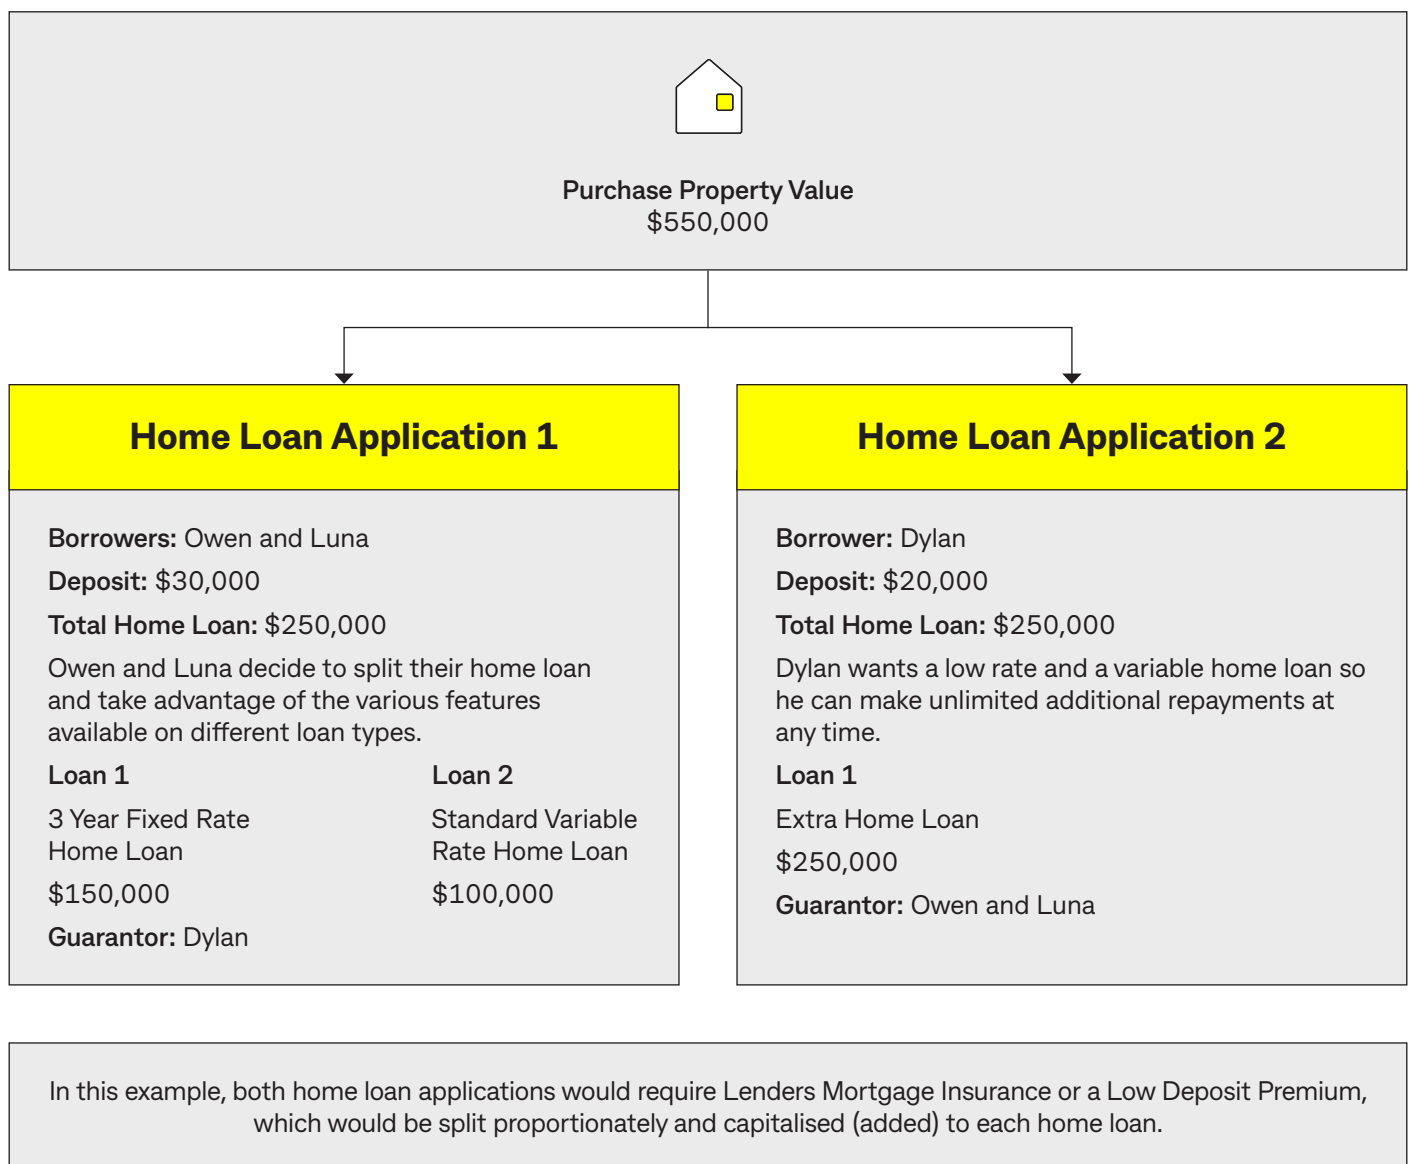 Purchase Property Value
$550,000
Home Loan Application 1
Borrowers: Owen and Luna
Deposit: $30,000
Total Home Loan: $250,000
Owen and Luna decide to split their home loan
and take advantage of the various features
available on different loan types.
Loan 1
3 Year Fixed Rate
Home Loan
$150,000
Loan 2
Standard Variable
Rate Home Loan
$100,000
Guarantor: Dylan
Home Loan Application 2
Borrower: Dylan
Deposit: $20,000
Total Home Loan: $250,000
Dylan wants a low rate and a variable home loan so
he can make unlimited additional repayments at
any time.
Loan 1
Extra Home Loan
$250,000
Guarantor: Owen and Luna
In this example, both home loan applications would require Lenders Mortgage Insurance or a Low Deposit Premium,
which would be split proportionately and capitalised (added) to each home loan.